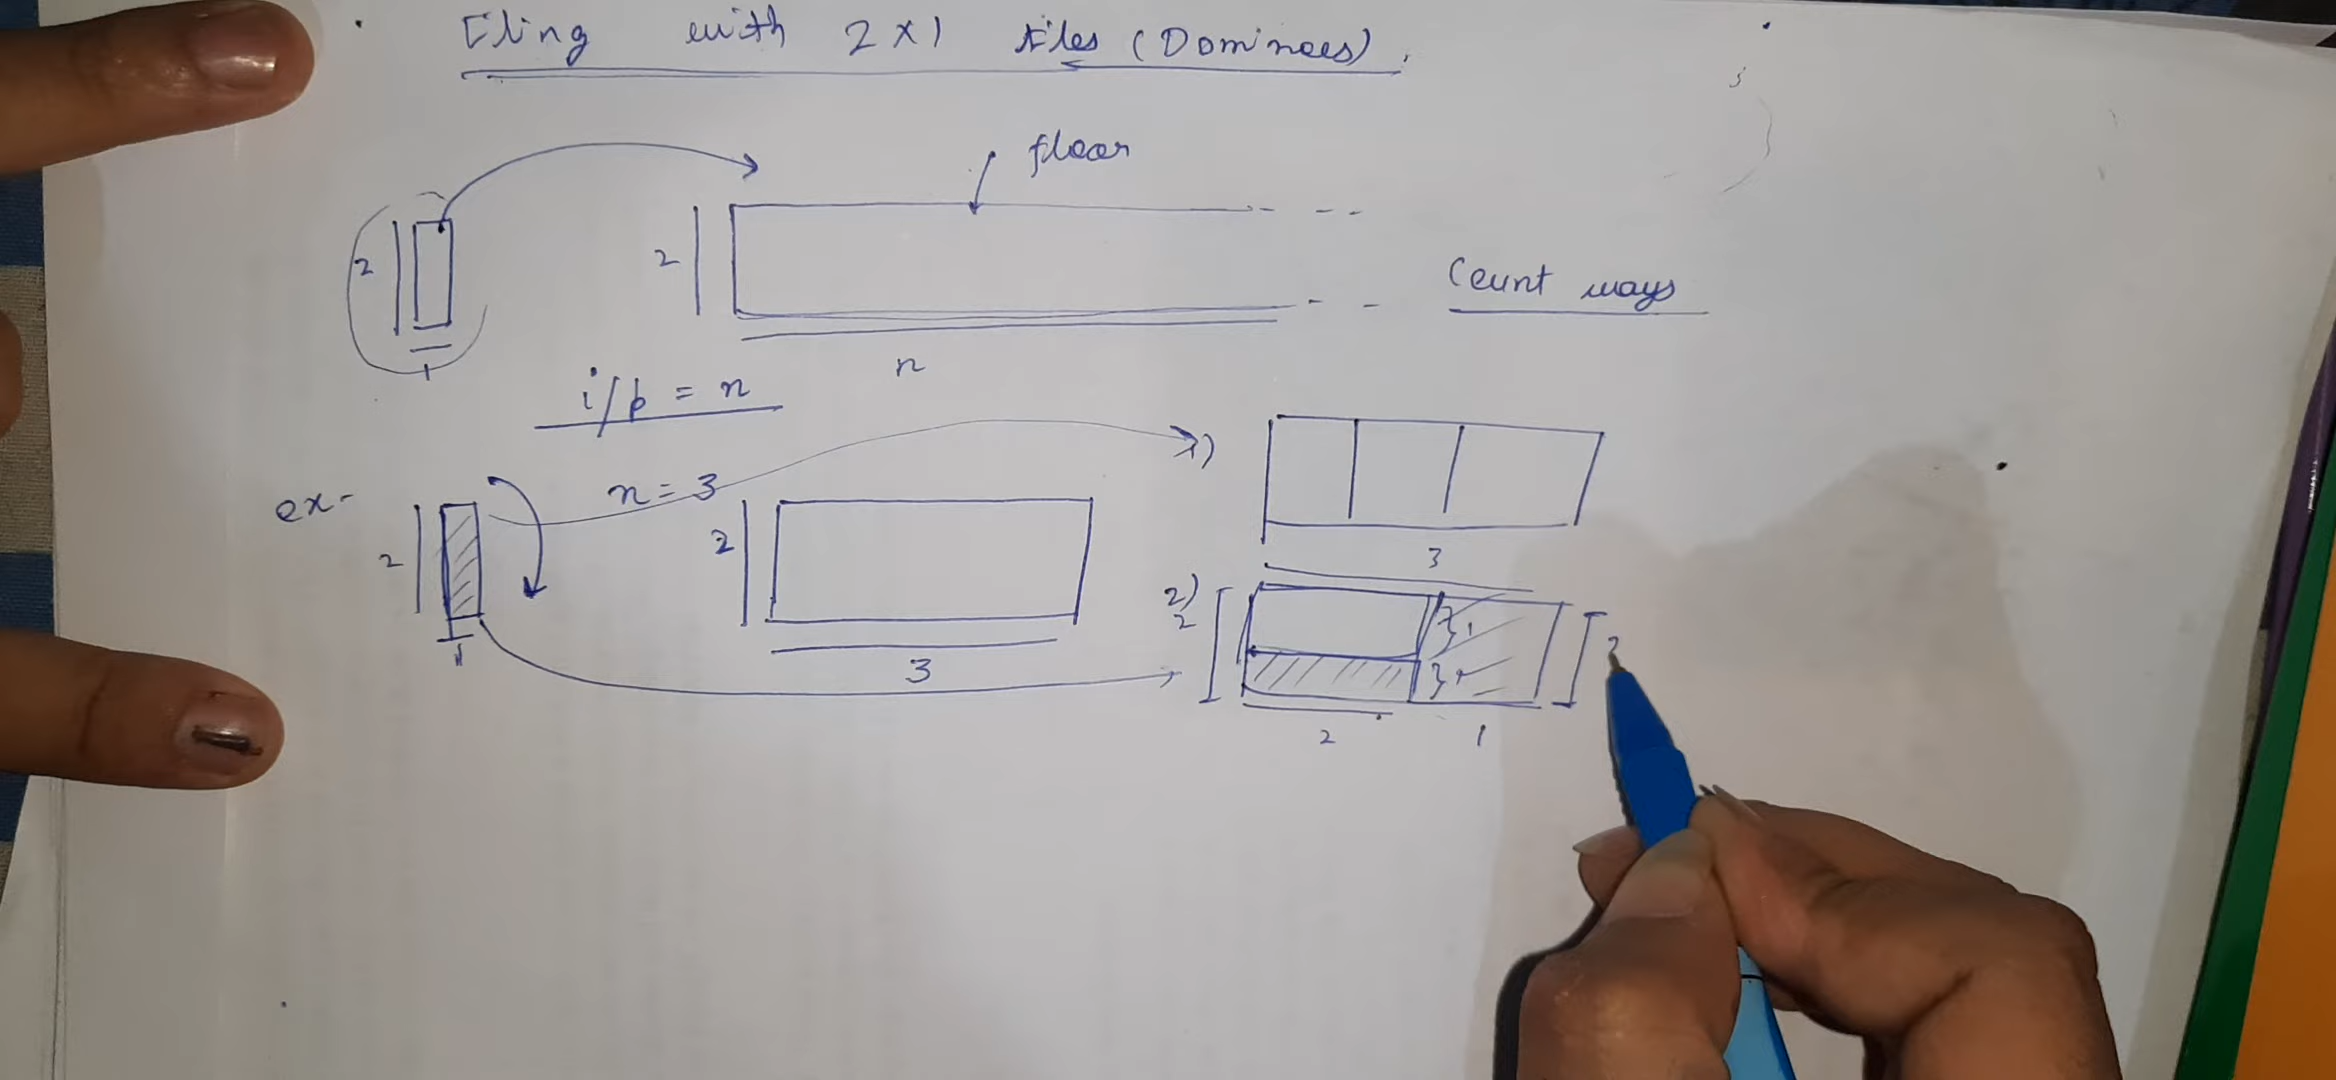 Tiling with 2 x 1 tiles (Dominoes).
floor
2
1
2
n
Count ways
i/p = n
ex-
2
1
n = 3
2
3
1)
3
2)
2
1
1
2
1
2